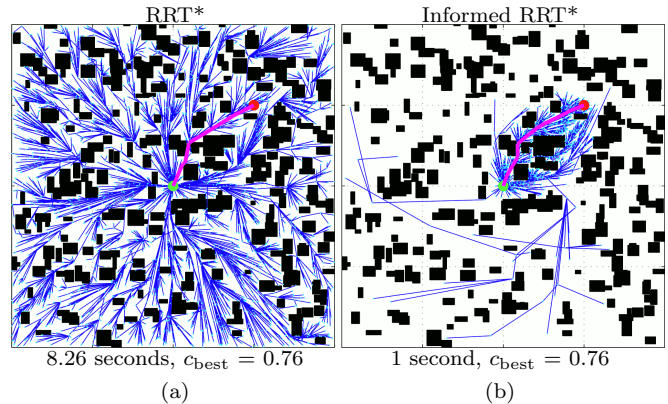 RRT*
Informed RRT*
8.26 seconds, c_best = 0.76
1 second, c_best = 0.76
(a)
(b)